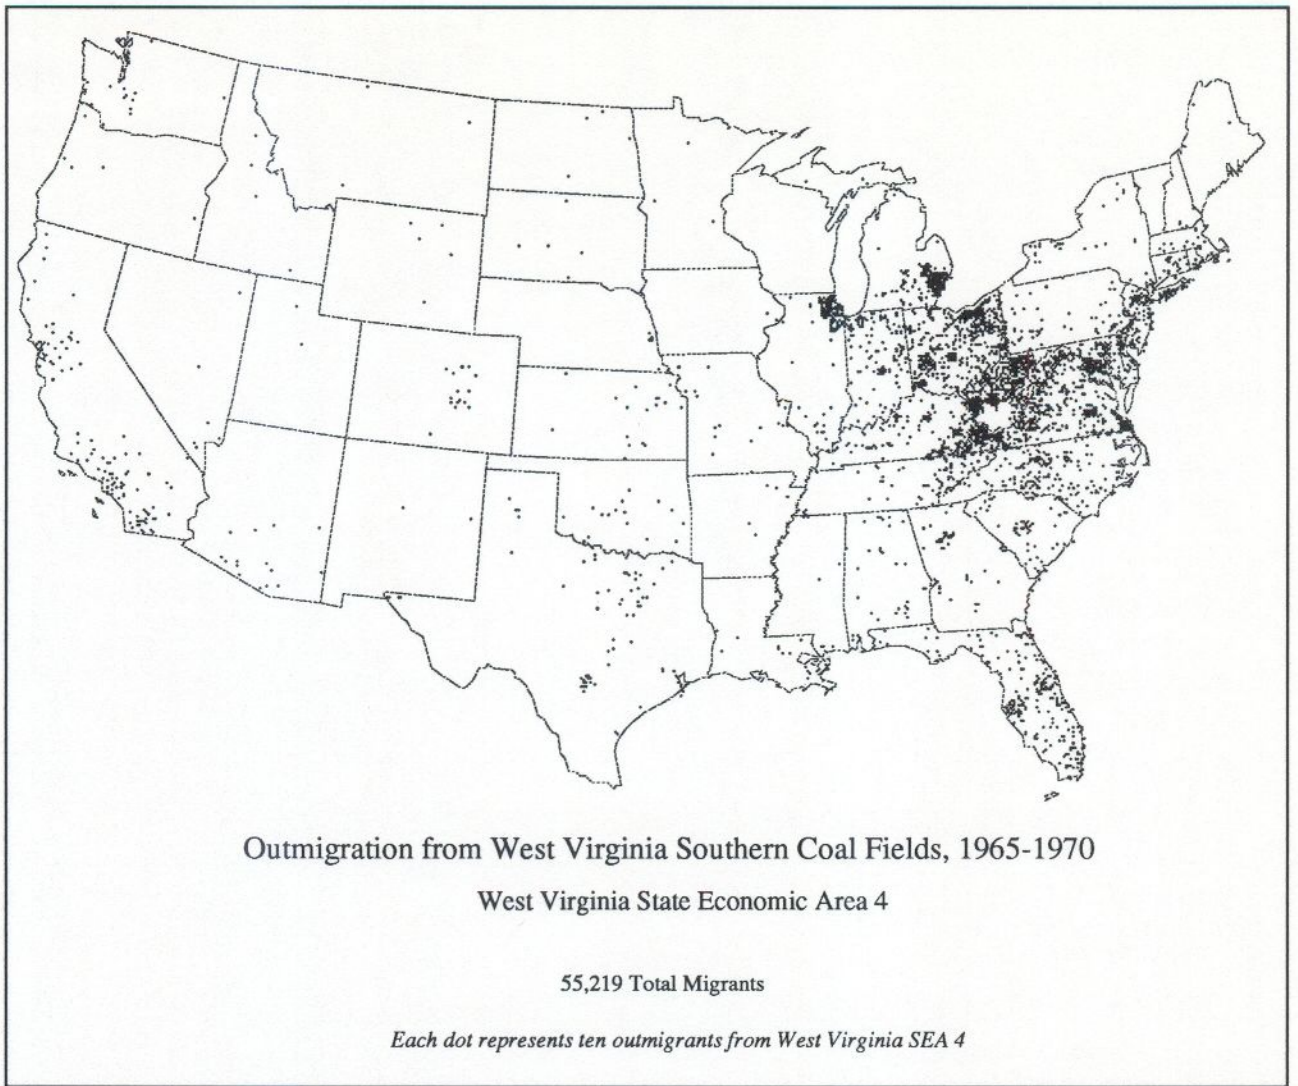 Outmigration from West Virginia Southern Coal Fields, 1965-1970
West Virginia State Economic Area 4
55,219 Total Migrants
Each dot represents ten outmigrants from West Virginia SEA 4